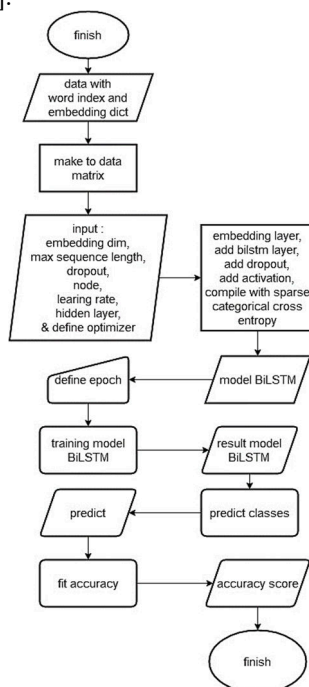 ].
finish
data with
word index and
embedding dict
make to data
matrix
input :
embedding dim,
max sequence length,
dropout,
node,
learing rate,
hidden layer,
& define optimizer
embedding layer,
add bilstm layer,
add dropout,
add activation,
compile with sparse
categorical cross
entropy
model BiLSTM
define epoch
training model
BiLSTM
result model
BiLSTM
predict classes
predict
fit accuracy
accuracy score
finish